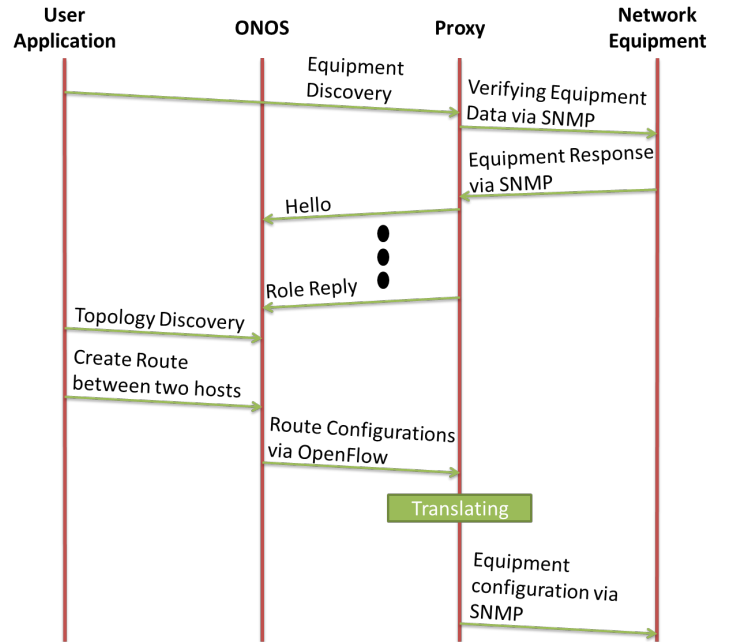 User
Application
ONOS
Proxy
Network
Equipment
Equipment
Discovery
Verifying Equipment
Data via SNMP
Equipment Response
via SNMP
Hello
Role Reply
Topology Discovery
Create Route
between two hosts
Route Configurations
via OpenFlow
Translating
Equipment
configuration via
SNMP